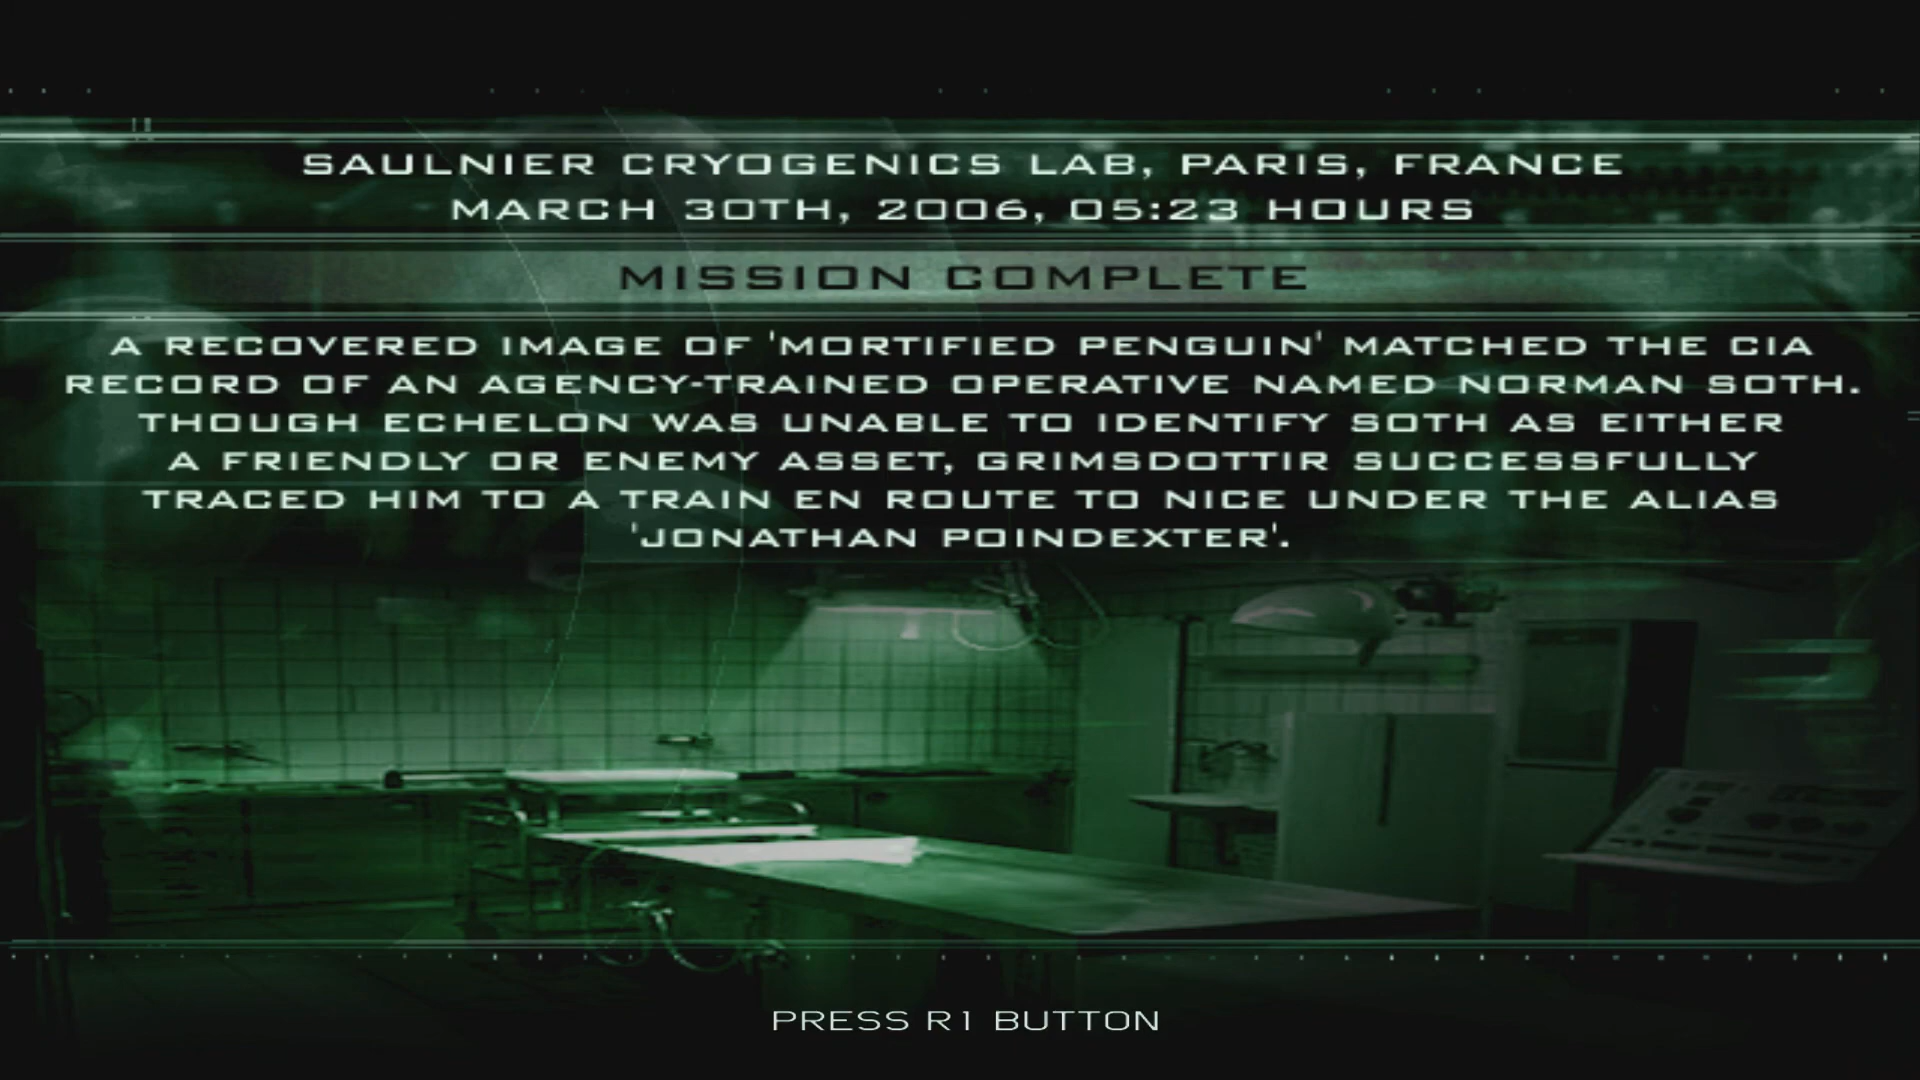 SAULNIER CRYOGENICS LAB, PARIS, FRANCE
MARCH 30TH, 2006, 05:23 HOURS
MISSION COMPLETE
A RECOVERED IMAGE OF 'MORTIFIED PENGUIN' MATCHED THE CIA
RECORD OF AN AGENCY-TRAINED OPERATIVE NAMED NORMAN SOTH.
THOUGH ECHELON WAS UNABLE TO IDENTIFY SOTH AS EITHER
A FRIENDLY OR ENEMY ASSET, GRIMSDOTTIR SUCCESSFULLY
TRACED HIM TO A TRAIN EN ROUTE TO NICE UNDER THE ALIAS
'JONATHAN POINDEXTER'.
PRESS R1 BUTTON